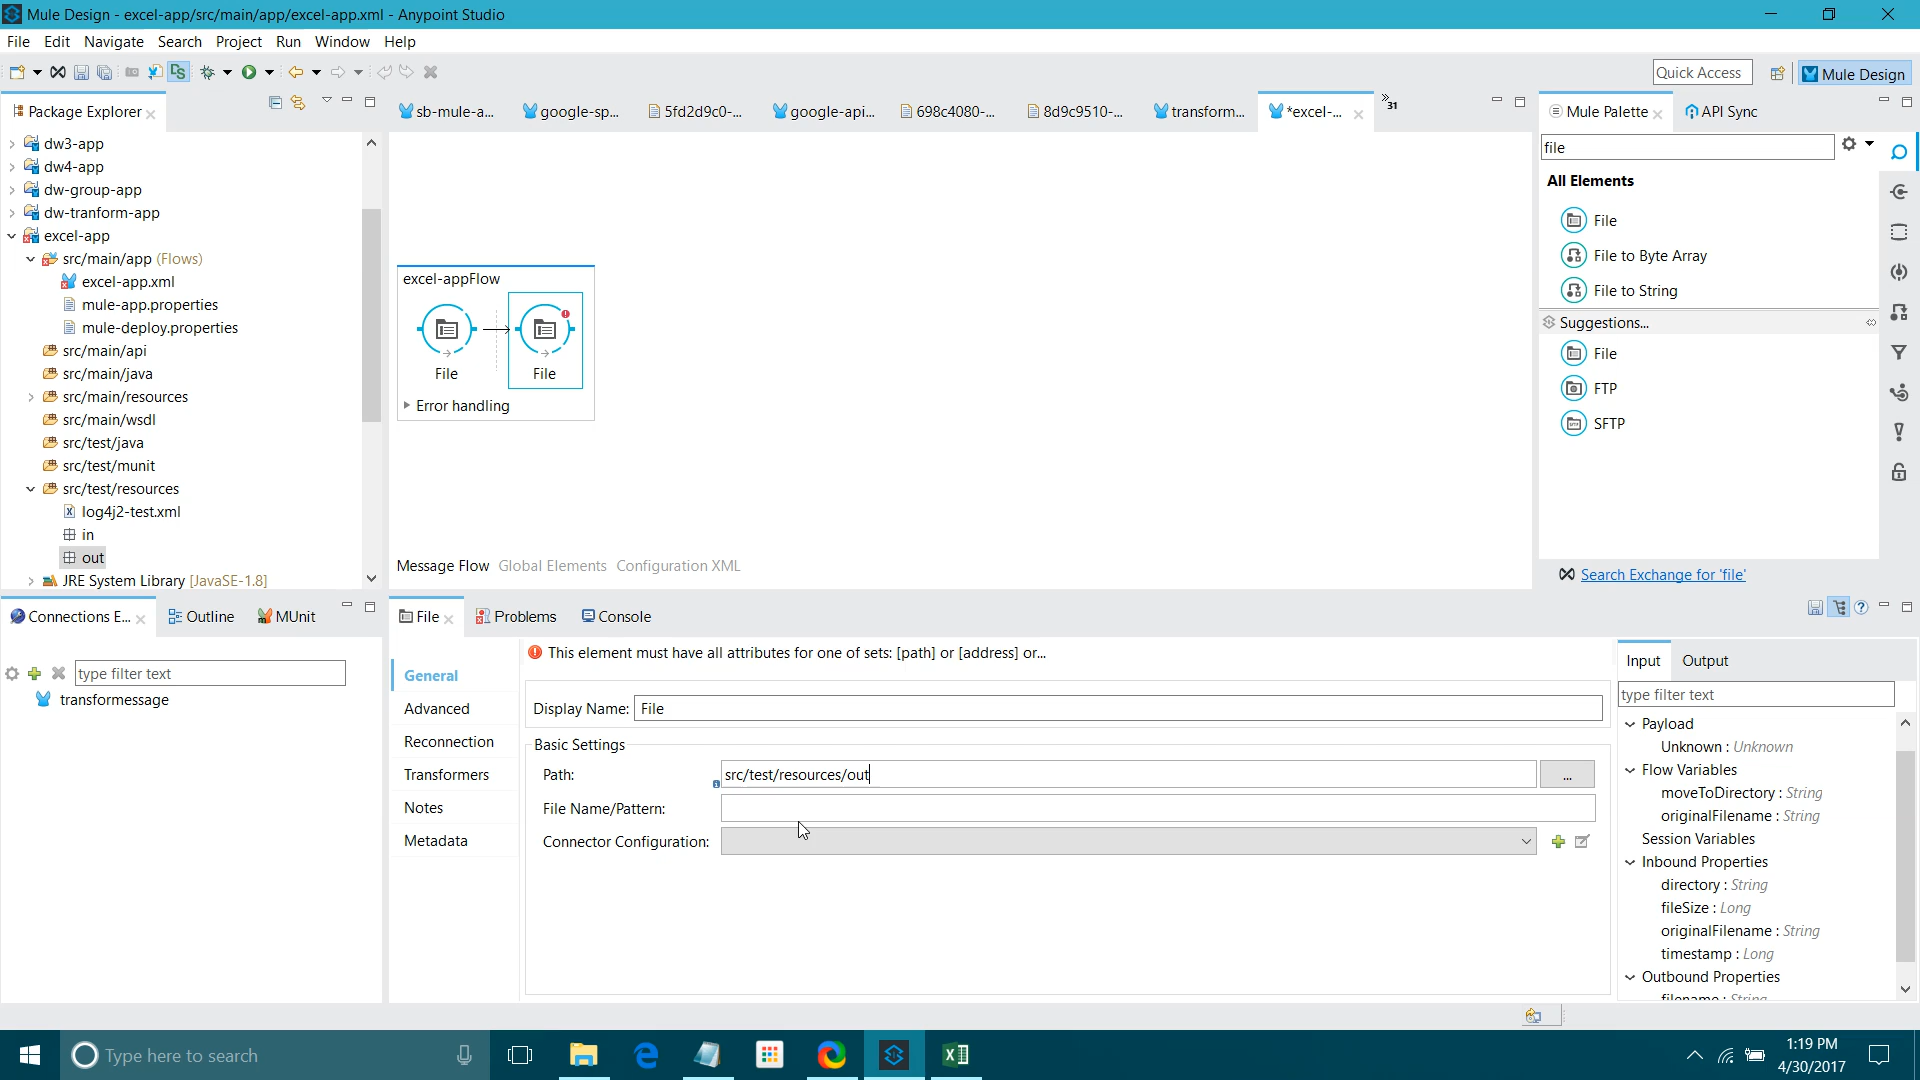 Mule Design - excel-app/src/main/app/excel-app.xml - Anypoint Studio
File Edit Navigate Search Project Run Window Help
Quick Access
Mule Design
Package Explorer
sb-mule-a...
google-sp...
5fd2d9c0-...
google-api...
698c4080-...
8d9c9510-...
transform...
*excel-...
»31
Mule Palette
API Sync
dw3-app
dw4-app
dw-group-app
dw-tranform-app
excel-app
src/main/app (Flows)
excel-app.xml
mule-app.properties
mule-deploy.properties
src/main/api
src/main/java
src/main/resources
src/main/wsdl
src/test/java
src/test/munit
src/test/resources
log4j2-test.xml
in
out
JRE System Library [JavaSE-1.8]
excel-appFlow
File
File
Error handling
Message Flow Global Elements Configuration XML
file
All Elements
File
File to Byte Array
File to String
Suggestions...
File
FTP
SFTP
Search Exchange for 'file'
Connections E...
Outline
MUnit
type filter text
transformessage
File
Problems
Console
General
Advanced
Reconnection
Transformers
Notes
Metadata
This element must have all attributes for one of sets: [path] or [address] or...
Display Name: File
Basic Settings
Path: src/test/resources/out
...
File Name/Pattern:
Connector Configuration:
Input Output
type filter text
Payload
Unknown : Unknown
Flow Variables
moveToDirectory : String
originalFilename : String
Session Variables
Inbound Properties
directory : String
fileSize : Long
originalFilename : String
timestamp : Long
Outbound Properties
filename : String
Type here to search
1:19 PM
4/30/2017